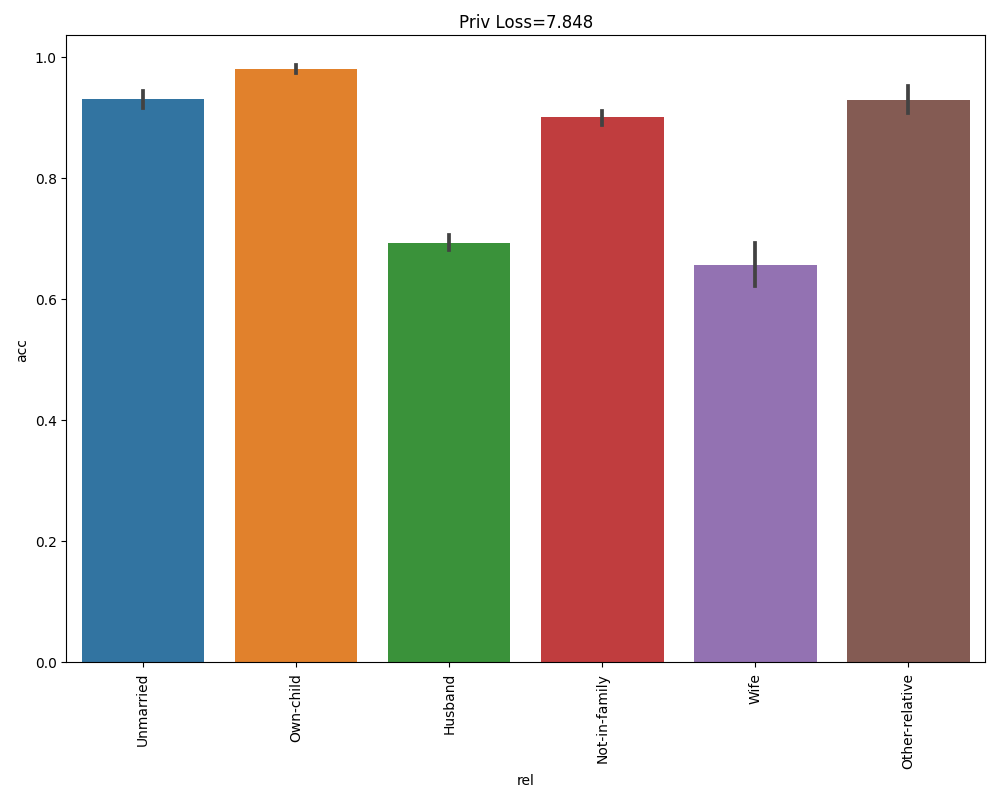 Priv Loss=7.848
1.0
0.8
0.6
0.4
0.2
0.0
acc
Unmarried
Own-child
Husband
Not-in-family
Wife
Other-relative
rel